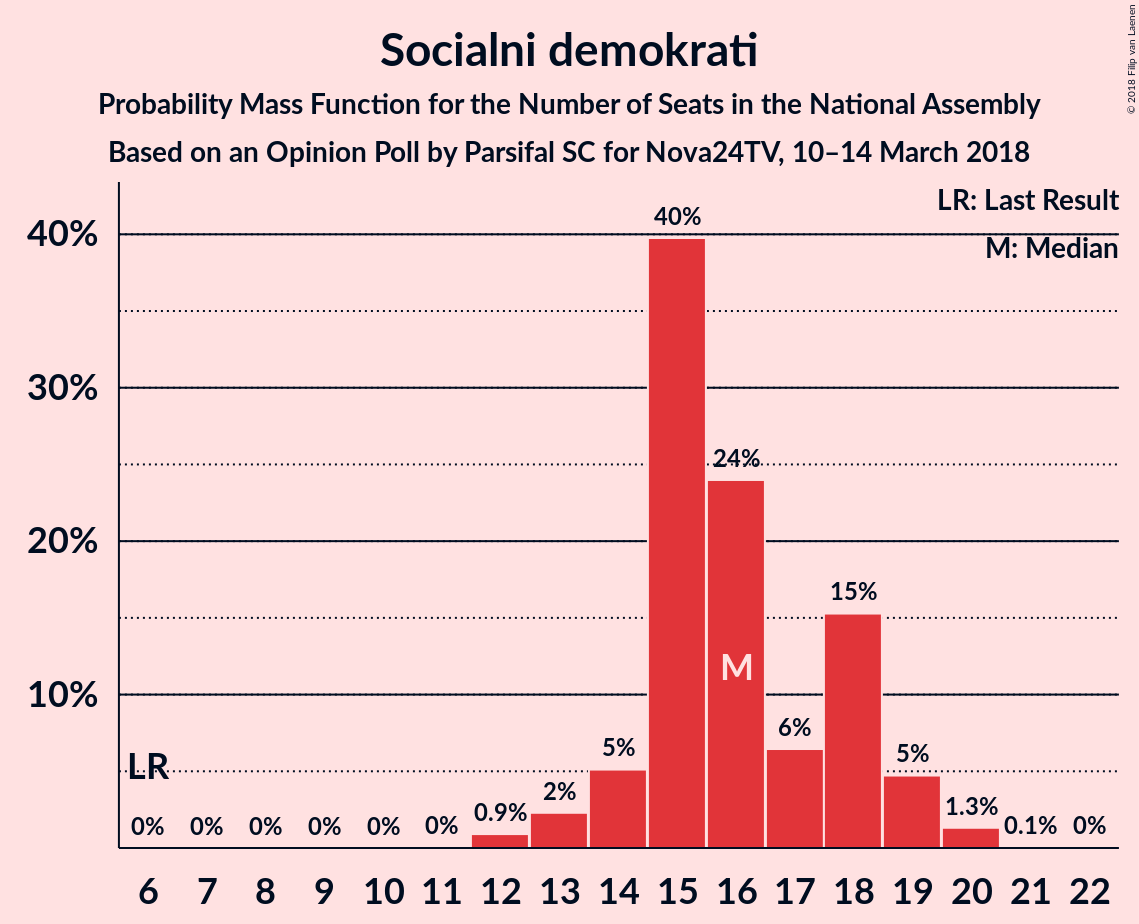 Socialni demokrati
Probability Mass Function for the Number of Seats in the National Assembly
Based on an Opinion Poll by Parsifal SC for Nova24TV, 10–14 March 2018
© 2018 Filip van Laenen
LR: Last Result
M: Median
40%
30%
20%
10%
LR
M
0% 0% 0% 0% 0% 0% 0.9% 2% 5% 40% 24% 6% 15% 5% 1.3% 0.1% 0%
6 7 8 9 10 11 12 13 14 15 16 17 18 19 20 21 22